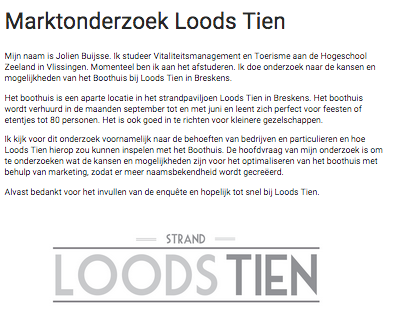 Marktonderzoek Loods Tien
Mijn naam is Jolien Buijsse. Ik studeer Vitaliteitsmanagement en Toerisme aan de Hogeschool
Zeeland in Vlissingen. Momenteel ben ik aan het afstuderen. Ik doe onderzoek naar de kansen en
mogelijkheden van het Boothuis bij Loods Tien in Breskens.
Het boothuis is een aparte locatie in het strandpaviljoen Loods Tien in Breskens. Het boothuis
wordt verhuurd in de maanden september tot en met juni en leent zich perfect voor feesten of
etentjes tot 80 personen. Het is ook goed in te richten voor kleinere gezelschappen.
Ik kijk voor dit onderzoek voornamelijk naar de behoeften van bedrijven en particulieren en hoe
Loods Tien hierop zou kunnen inspelen met het Boothuis. De hoofdvraag van mijn onderzoek is om
te onderzoeken wat de kansen en mogelijkheden zijn voor het optimaliseren van het boothuis met
behulp van marketing, zodat er meer naamsbekendheid wordt gecreëerd.
Alvast bedankt voor het invullen van de enquête en hopelijk tot snel bij Loods Tien.
STRAND
LOODS TIEN